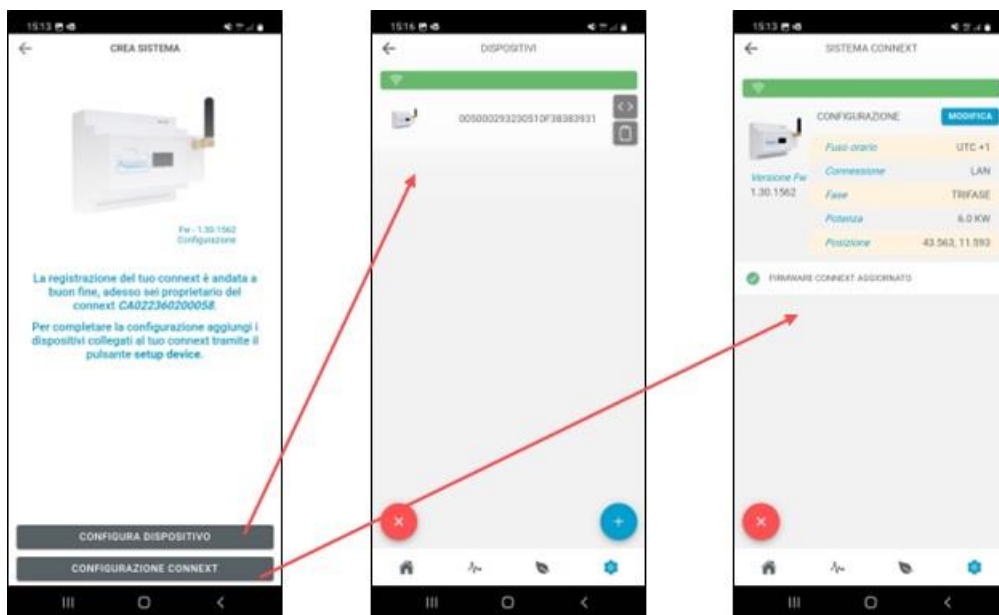 15:13
CREA SISTEMA
Fw - 1.30.1562
Configurazione
La registrazione del tuo connext è andata a
buon fine, adesso sei proprietario del
connext CA022360200058.
Per completare la configurazione aggiungi i
dispositivi collegati al tuo connext tramite il
pulsante setup device.
CONFIGURA DISPOSITIVO
CONFIGURAZIONE CONNEXT
15:16
DISPOSITIVI
005000293230510F38383931
15:13
SISTEMA CONNEXT
CONFIGURAZIONE
MODIFICA
Fuso orario
UTC +1
Versione Fw
1.30.1562
Connessione
LAN
Fase
TRIFASE
Potenza
6.0 KW
Posizione
43.563, 11.593
FIRMWARE CONNEXT AGGIORNATO